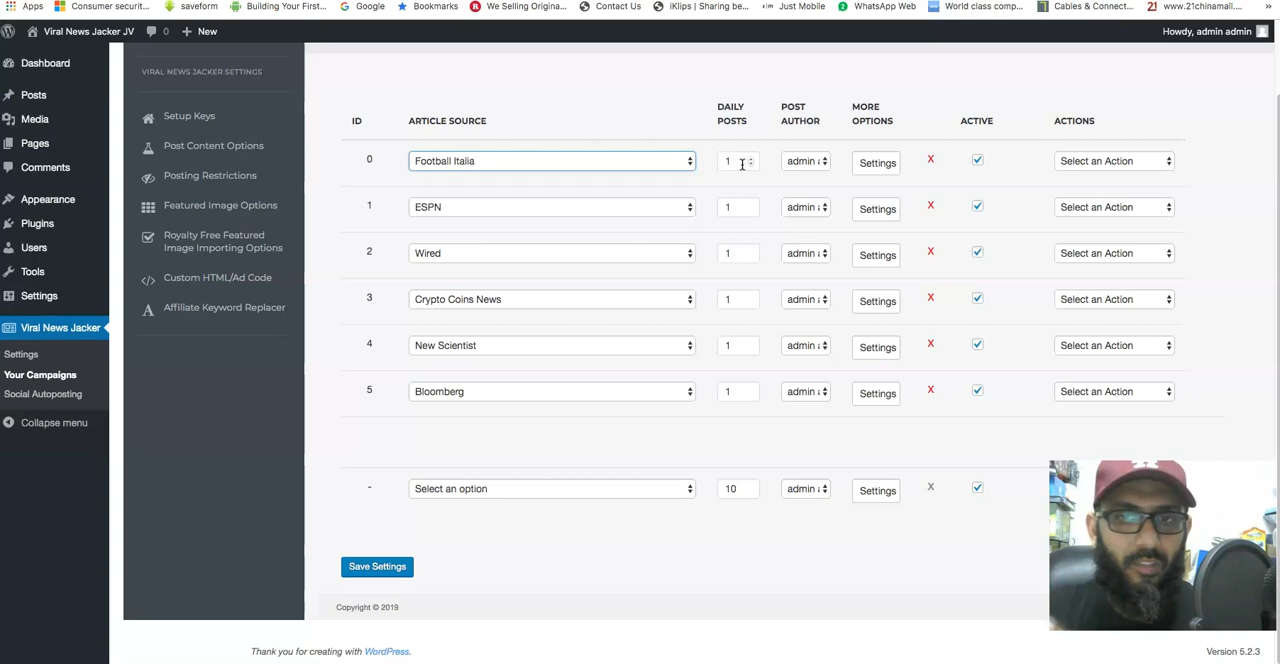 Apps Consumer securit... saveform Building Your First... Google Bookmarks We Selling Origina... Contact Us iKlips | Sharing be... Just Mobile WhatsApp Web World class comp... Cables & Connect... www.21chinamall.... »
Viral News Jacker JV 0 + New Howdy, admin admin
Dashboard
Posts
Media
Pages
Comments
Appearance
Plugins
Users
Tools
Settings
Viral News Jacker
Settings
Your Campaigns
Social Autoposting
Collapse menu
VIRAL NEWS JACKER SETTINGS
Setup Keys
Post Content Options
Posting Restrictions
Featured Image Options
Royalty Free Featured
Image Importing Options
Custom HTML/Ad Code
Affiliate Keyword Replacer
ID ARTICLE SOURCE DAILY POSTS POST AUTHOR MORE OPTIONS ACTIVE ACTIONS
0 Football Italia 1 admin Settings X Select an Action
1 ESPN 1 admin Settings X Select an Action
2 Wired 1 admin Settings X Select an Action
3 Crypto Coins News 1 admin Settings X Select an Action
4 New Scientist 1 admin Settings X Select an Action
5 Bloomberg 1 admin Settings X Select an Action
- Select an option 10 admin Settings X
Save Settings
Copyright © 2019
Thank you for creating with WordPress. Version 5.2.3